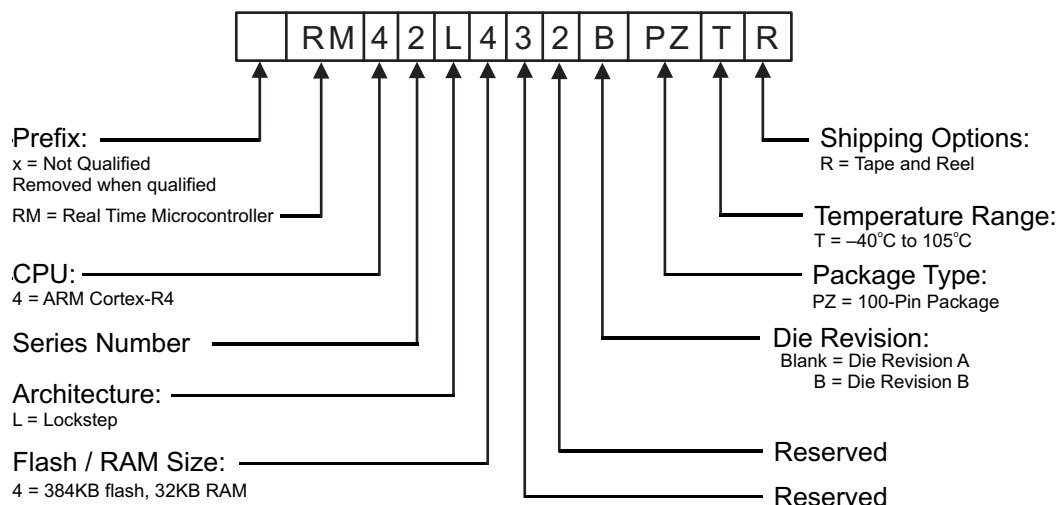 RM 4 2 L 4 3 2 B PZ T R
Prefix:
x = Not Qualified
Removed when qualified
RM = Real Time Microcontroller
CPU:
4 = ARM Cortex-R4
Series Number
Architecture:
L = Lockstep
Flash / RAM Size:
4 = 384KB flash, 32KB RAM
Shipping Options:
R = Tape and Reel
Temperature Range:
T = –40°C to 105°C
Package Type:
PZ = 100-Pin Package
Die Revision:
Blank = Die Revision A
B = Die Revision B
Reserved
Reserved